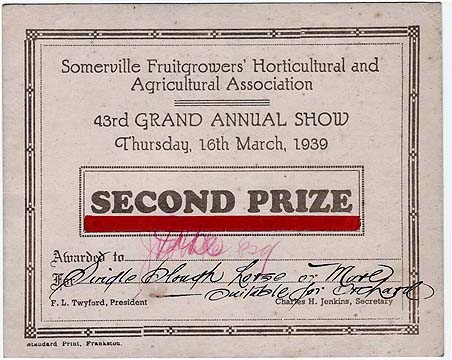 Somerville Fruitgrowers' Horticultural and
Agricultural Association
43rd GRAND ANNUAL SHOW
Thursday, 16th March, 1939
SECOND PRIZE
Awarded to Esq
For Single Plough Horse or Mare
suitable for Orchard
F. L. Twyford, President Charles H. Jenkins, Secretary
Standard Print, Frankston.